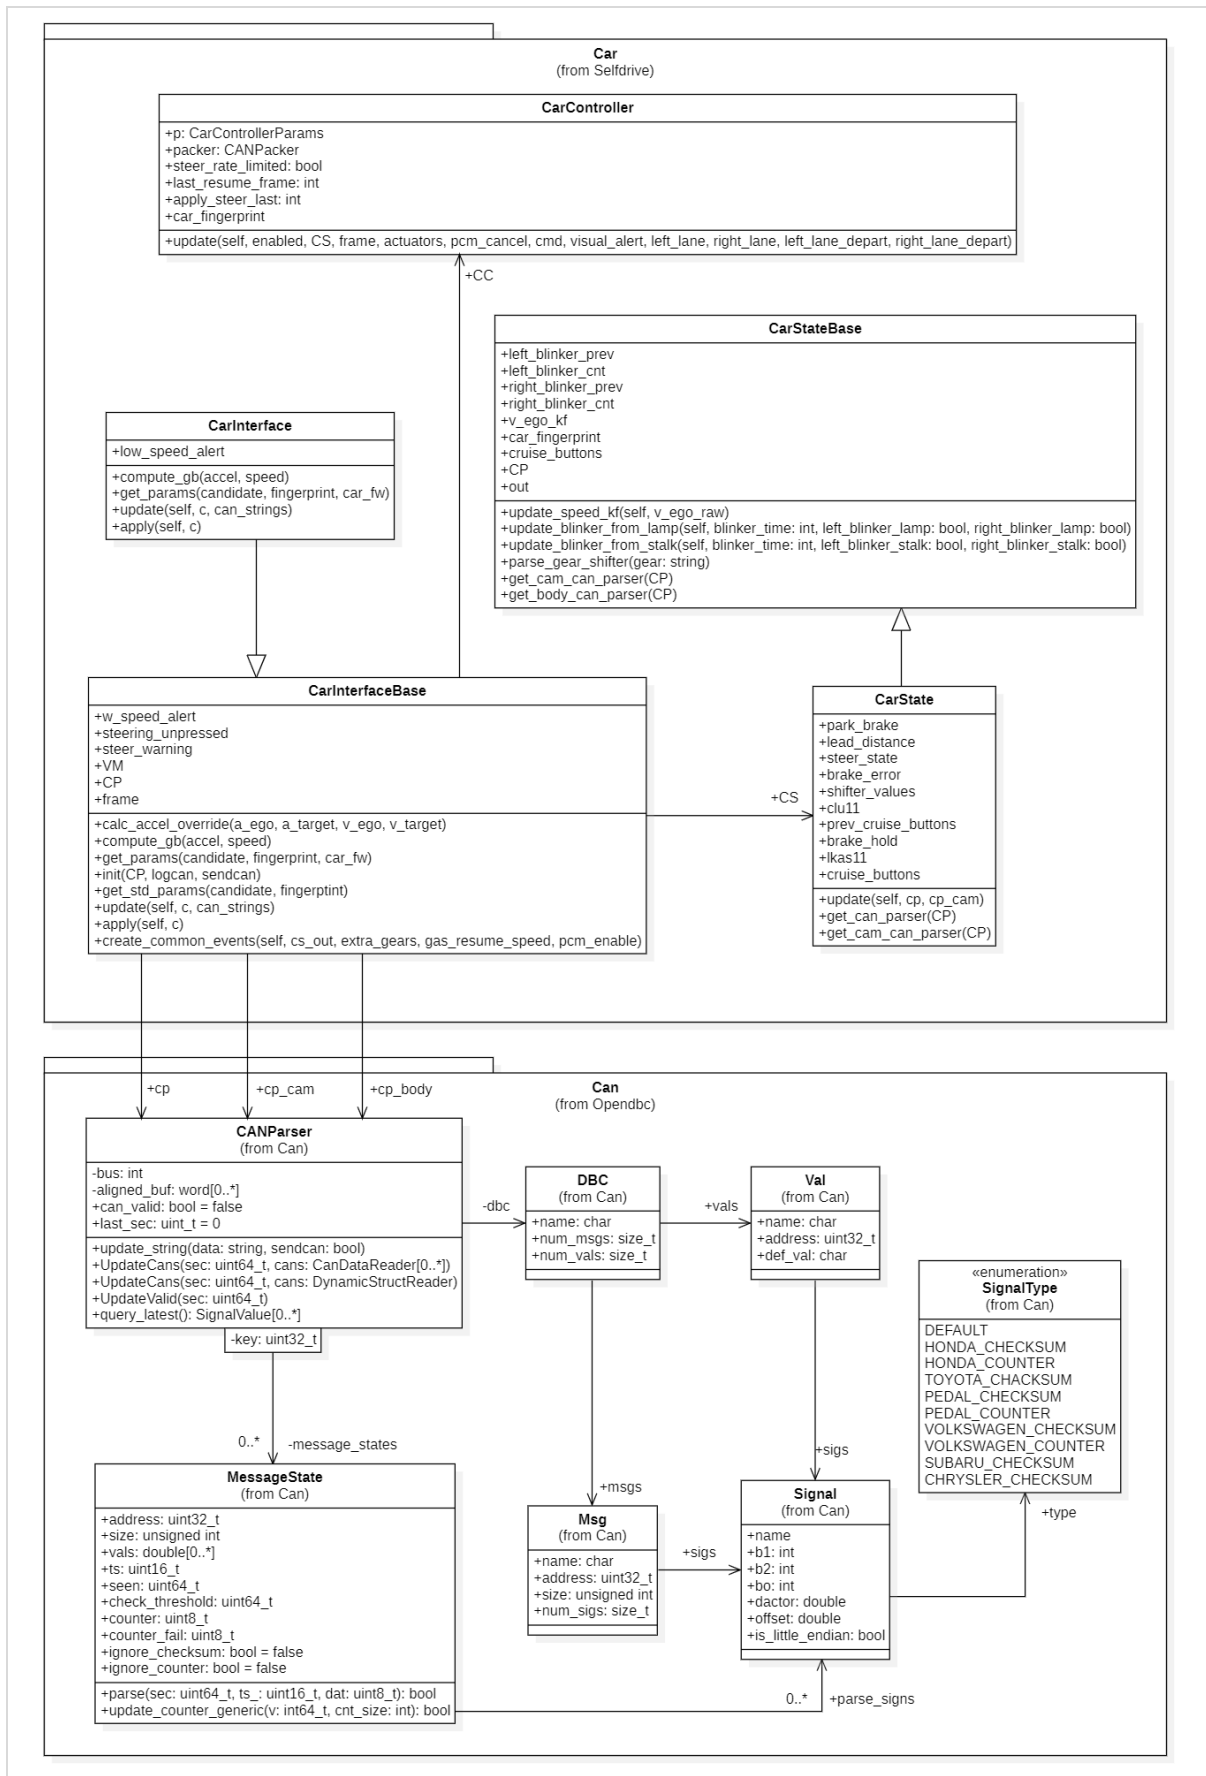 Car
(from Selfdrive)
CarController
+p: CarControllerParams
+packer: CANPacker
+steer_rate_limited: bool
+last_resume_frame: int
+apply_steer_last: int
+car_fingerprint
+update(self, enabled, CS, frame, actuators, pcm_cancel, cmd, visual_alert, left_lane, right_lane, left_lane_depart, right_lane_depart)
+CC
CarStateBase
+left_blinker_prev
+left_blinker_cnt
+right_blinker_prev
+right_blinker_cnt
+v_ego_kf
+car_fingerprint
+cruise_buttons
+CP
+out
+update_speed_kf(self, v_ego_raw)
+update_blinker_from_lamp(self, blinker_time: int, left_blinker_lamp: bool, right_blinker_lamp: bool)
+update_blinker_from_stalk(self, blinker_time: int, left_blinker_stalk: bool, right_blinker_stalk: bool)
+parse_gear_shifter(gear: string)
+get_cam_can_parser(CP)
+get_body_can_parser(CP)
CarInterface
+low_speed_alert
+compute_gb(accel, speed)
+get_params(candidate, fingerprint, car_fw)
+update(self, c, can_strings)
+apply(self, c)
CarInterfaceBase
+w_speed_alert
+steering_unpressed
+steer_warning
+VM
+CP
+frame
+calc_accel_override(a_ego, a_target, v_ego, v_target)
+compute_gb(accel, speed)
+get_params(candidate, fingerprint, car_fw)
+init(CP, logcan, sendcan)
+get_std_params(candidate, fingerptint)
+update(self, c, can_strings)
+apply(self, c)
+create_common_events(self, cs_out, extra_gears, gas_resume_speed, pcm_enable)
+CS
CarState
+park_brake
+lead_distance
+steer_state
+brake_error
+shifter_values
+clu11
+prev_cruise_buttons
+brake_hold
+lkas11
+cruise_buttons
+update(self, cp, cp_cam)
+get_can_parser(CP)
+get_cam_can_parser(CP)
Can
(from Opendbc)
+cp
+cp_cam
+cp_body
CANParser
(from Can)
-bus: int
-aligned_buf: word[0..*]
+can_valid: bool = false
+last_sec: uint_t = 0
+update_string(data: string, sendcan: bool)
+UpdateCans(sec: uint64_t, cans: CanDataReader[0..*])
+UpdateCans(sec: uint64_t, cans: DynamicStructReader)
+UpdateValid(sec: uint64_t)
+query_latest(): SignalValue[0..*]
-key: uint32_t
-dbc
DBC
(from Can)
+name: char
+num_msgs: size_t
+num_vals: size_t
+vals
Val
(from Can)
+name: char
+address: uint32_t
+def_val: char
«enumeration»
SignalType
(from Can)
DEFAULT
HONDA_CHECKSUM
HONDA_COUNTER
TOYOTA_CHACKSUM
PEDAL_CHECKSUM
PEDAL_COUNTER
VOLKSWAGEN_CHECKSUM
VOLKSWAGEN_COUNTER
SUBARU_CHECKSUM
CHRYSLER_CHECKSUM
0..*
-message_states
MessageState
(from Can)
+address: uint32_t
+size: unsigned int
+vals: double[0..*]
+ts: uint16_t
+seen: uint64_t
+check_threshold: uint64_t
+counter: uint8_t
+counter_fail: uint8_t
+ignore_checksum: bool = false
+ignore_counter: bool = false
+parse(sec: uint64_t, ts_: uint16_t, dat: uint8_t): bool
+update_counter_generic(v: int64_t, cnt_size: int): bool
+msgs
Msg
(from Can)
+name: char
+address: uint32_t
+size: unsigned int
+num_sigs: size_t
+sigs
+sigs
Signal
(from Can)
+name
+b1: int
+b2: int
+bo: int
+dactor: double
+offset: double
+is_little_endian: bool
+type
0..*
+parse_signs